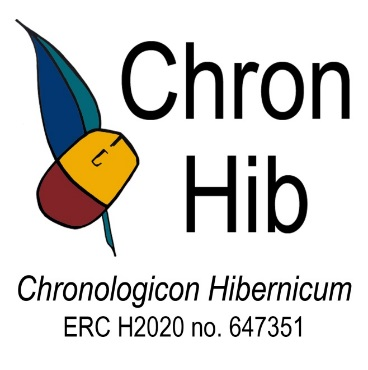 Chron
Hib
Chronologicon Hibernicum
ERC H2020 no. 647351